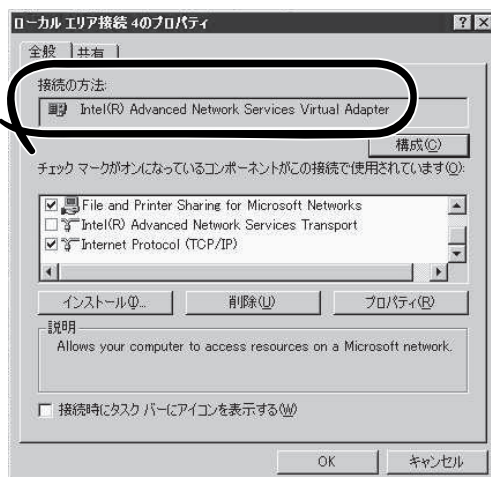 ローカル エリア接続 4のプロパティ
全般
共有
接続の方法:
Intel(R) Advanced Network Services Virtual Adapter
構成(C)
チェック マークがオンになっているコンポーネントがこの接続で使用されています(O):
File and Printer Sharing for Microsoft Networks
Intel(R) Advanced Network Services Transport
Internet Protocol (TCP/IP)
インストール(I)...
削除(U)
プロパティ(R)
説明
Allows your computer to access resources on a Microsoft network.
接続時にタスク バーにアイコンを表示する(W)
OK
キャンセル